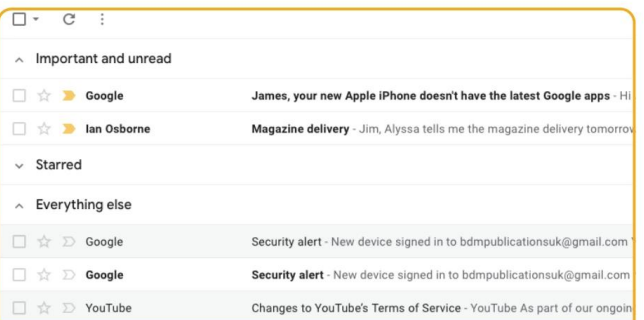 Important and unread
Google James, your new Apple iPhone doesn't have the latest Google apps - Hi
Ian Osborne Magazine delivery - Jim, Alyssa tells me the magazine delivery tomorrow
Starred
Everything else
Google Security alert - New device signed in to bdmpublicationsuk@gmail.com
Google Security alert - New device signed in to bdmpublicationsuk@gmail.com
YouTube Changes to YouTube's Terms of Service - YouTube As part of our ongoin